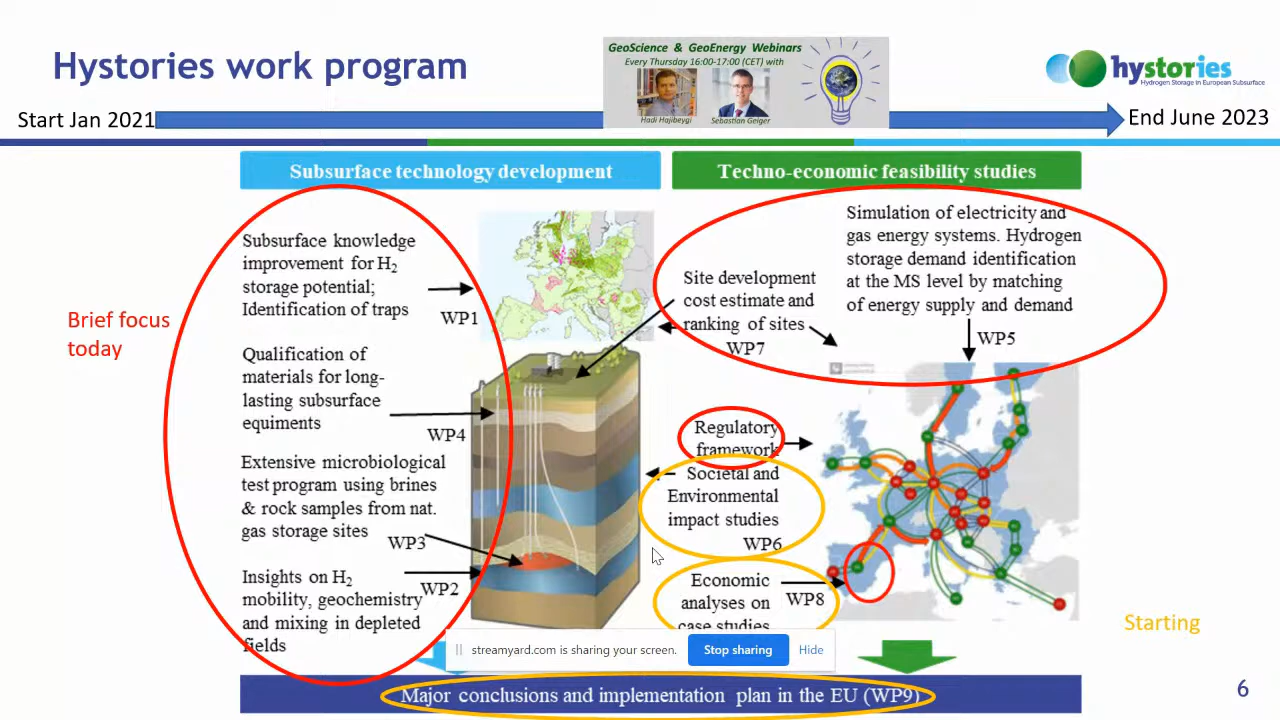 Hystories work program
GeoScience & GeoEnergy Webinars
Every Thursday 16:00-17:00 (CET) with
Hadi Hajibeygi
Sebastian Geiger
hystories
Hydrogen Storage in European Subsurface
Start Jan 2021
End June 2023
Subsurface technology development
Techno-economic feasibility studies
Brief focus
today
Subsurface knowledge
improvement for H2
storage potential;
Identification of traps
WP1
Qualification of
materials for long-
lasting subsurface
equiments
WP4
Extensive microbiological
test program using brines
& rock samples from nat.
gas storage sites
WP3
Insights on H2
mobility, geochemistry
and mixing in depleted
fields
WP2
Site development
cost estimate and
ranking of sites
WP7
Simulation of electricity and
gas energy systems. Hydrogen
storage demand identification
at the MS level by matching
of energy supply and demand
WP5
Regulatory
framework
Societal and
Environmental
impact studies
WP6
Economic
analyses on
case studies
WP8
Starting
streamyard.com is sharing your screen.
Stop sharing
Hide
Major conclusions and implementation plan in the EU (WP9)
6